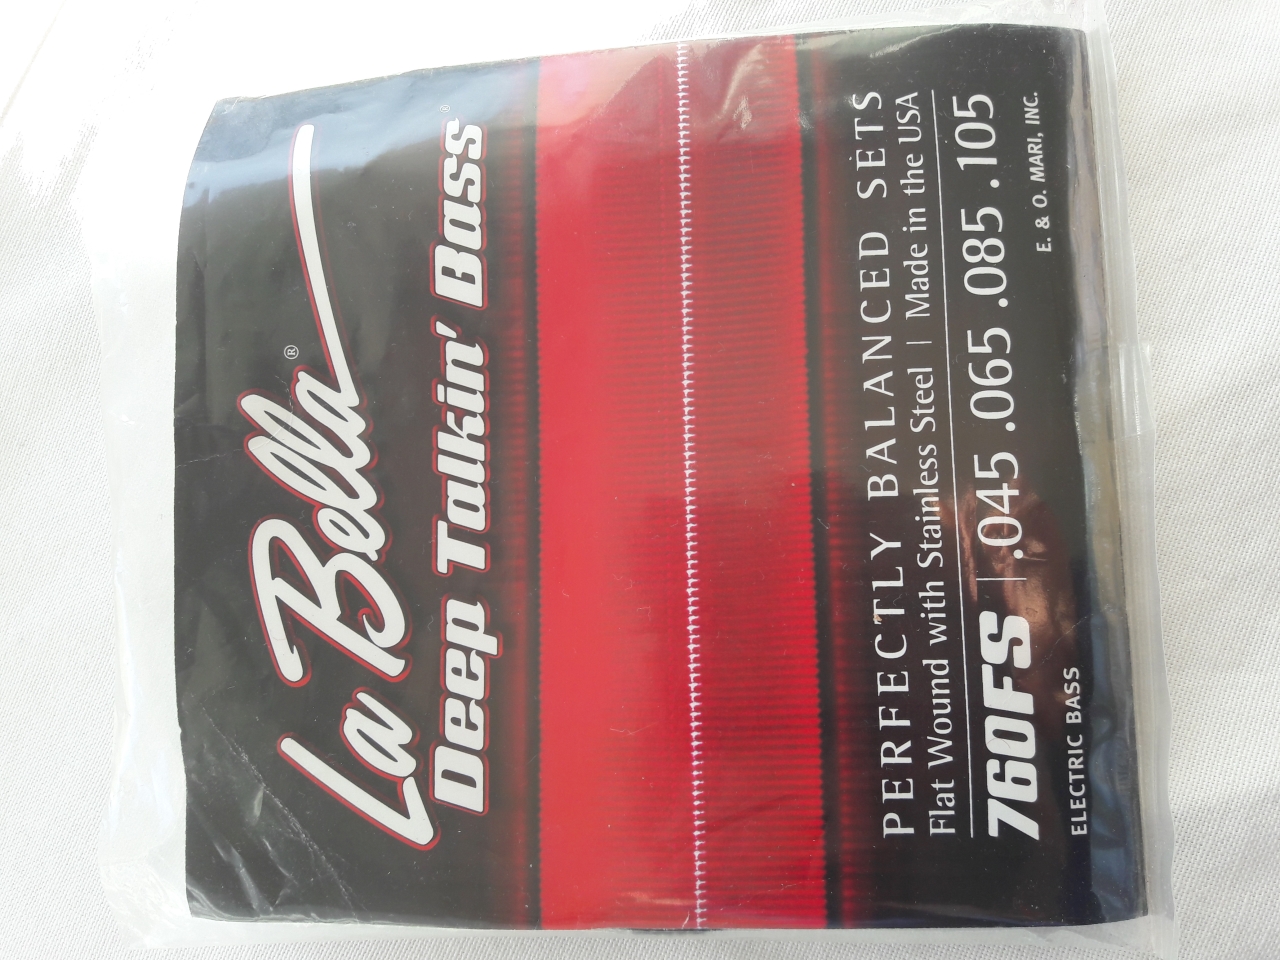 La Bella®
Deep Talkin' Bass®
PERFECTLY BALANCED SETS
Flat Wound with Stainless Steel | Made in the USA
760FS | .045 .065 .085 .105
ELECTRIC BASS E. & O. MARI, INC.